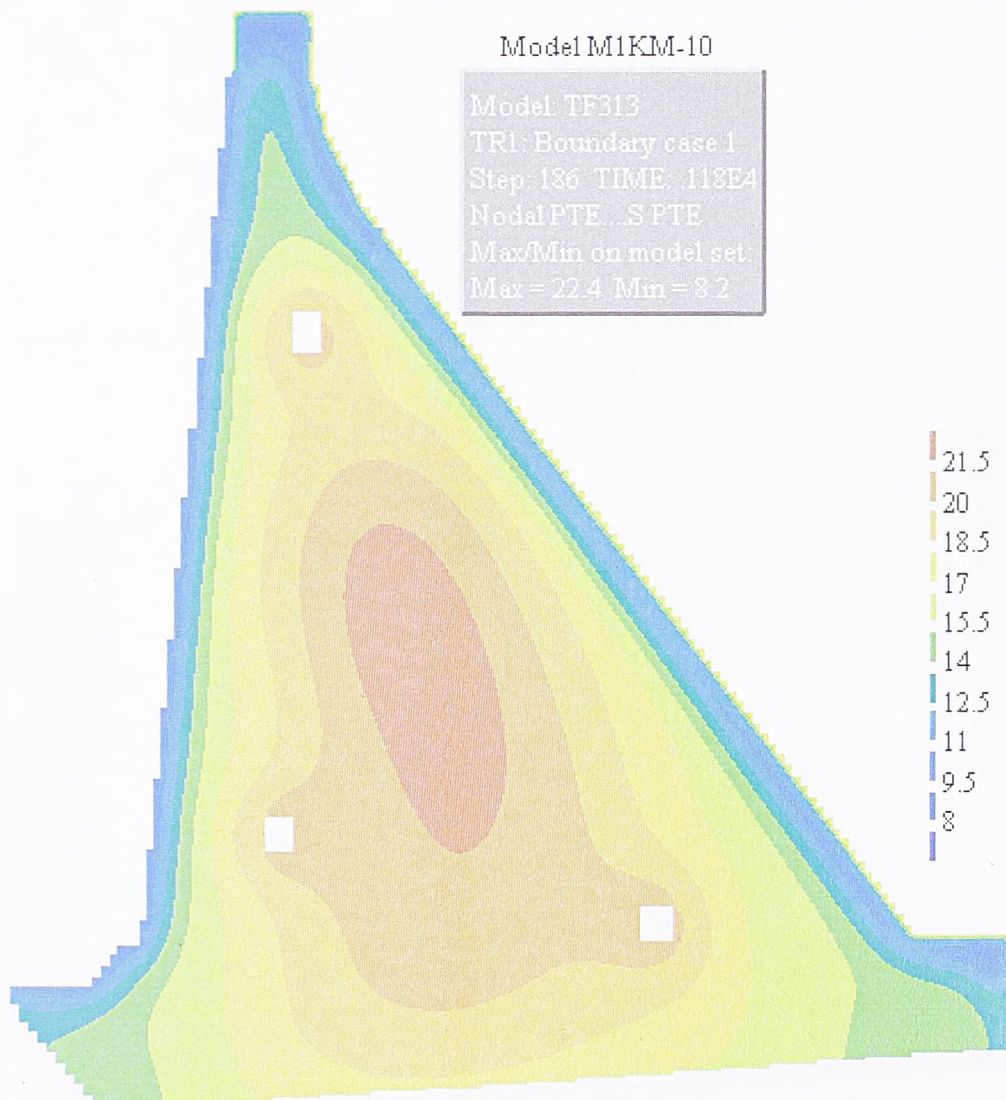 Model M1KM-10
Model: TF313
TR1: Boundary case 1
Step: 186 TIME: .118E4
Nodal PTE....S PTE
Max/Min on model set:
Max = 22.4 Min = 8.2
21.5
20
18.5
17
15.5
14
12.5
11
9.5
8